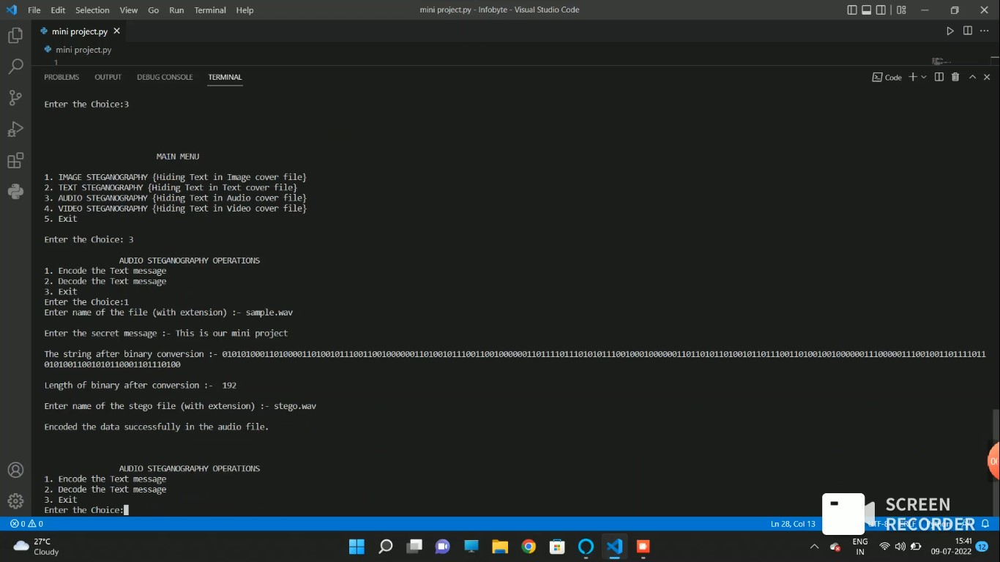 File Edit Selection View Go Run Terminal Help
mini project.py - Infobyte - Visual Studio Code
mini project.py
mini project.py
1
PROBLEMS OUTPUT DEBUG CONSOLE TERMINAL
Code
Enter the Choice:3
MAIN MENU
1. IMAGE STEGANOGRAPHY {Hiding Text in Image cover file}
2. TEXT STEGANOGRAPHY {Hiding Text in Text cover file}
3. AUDIO STEGANOGRAPHY {Hiding Text in Audio cover file}
4. VIDEO STEGANOGRAPHY {Hiding Text in Video cover file}
5. Exit
Enter the Choice: 3
AUDIO STEGANOGRAPHY OPERATIONS
1. Encode the Text message
2. Decode the Text message
3. Exit
Enter the Choice:1
Enter name of the file (with extension) :- sample.wav
Enter the secret message :- This is our mini project
The string after binary conversion :- 0101010001101000011010010111001100100000011010010111001100100000011011110111010101110010001000000110110101101001011011100110100100100000011100000111001001101111011
01010011001010110001101110100
Length of binary after conversion :- 192
Enter name of the stego file (with extension) :- stego.wav
Encoded the data successfully in the audio file.
AUDIO STEGANOGRAPHY OPERATIONS
1. Encode the Text message
2. Decode the Text message
3. Exit
Enter the Choice:
SCREEN
RECORDER
0 0
Ln 28, Col 13
27°C
Cloudy
ENG
IN
15:41
09-07-2022
12